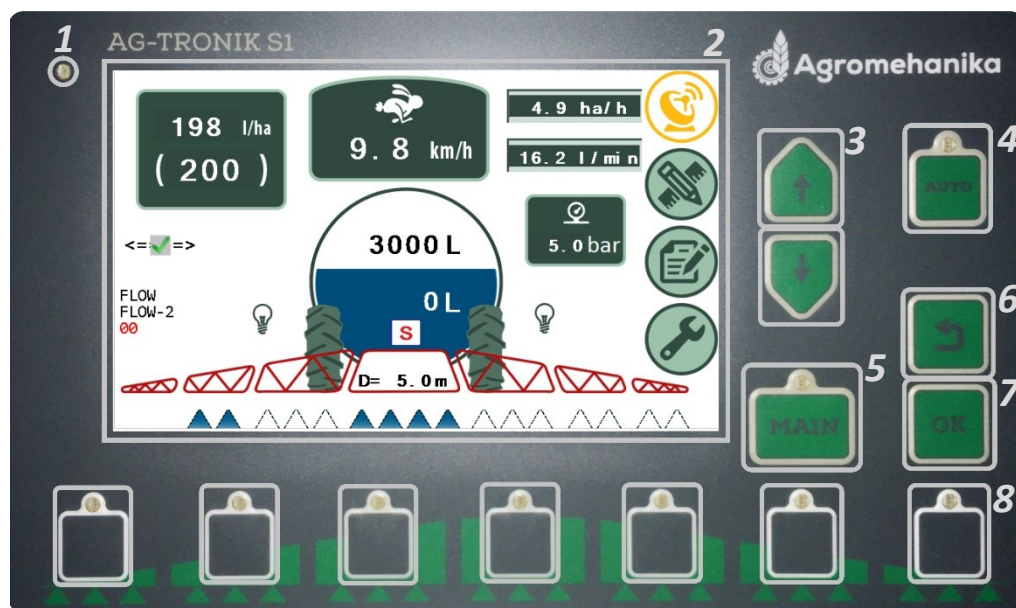 1
AG-TRONIK S1
2
Agromehanika
198 l/ha
( 200 )
9.8 km/h
4.9 ha/h
16.2 l/min
3
4
AUTO
<= =>
3000 L
5.0 bar
FLOW
FLOW-2
00
0 L
S
D= 5.0 m
5
MAIN
6
7
OK
8